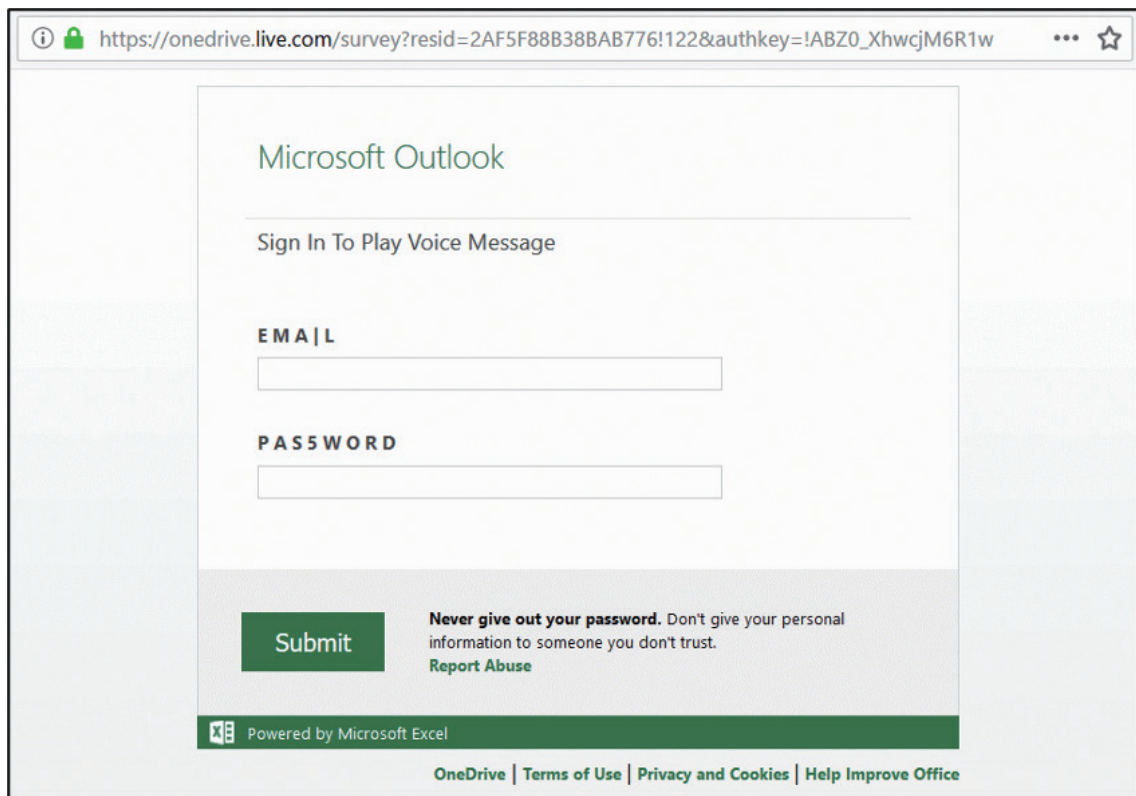 https://onedrive.live.com/survey?resid=2AF5F88B38BAB776!122&authkey=!ABZ0_XhwcjM6R1w
Microsoft Outlook
Sign In To Play Voice Message
EMA|L
PAS5WORD
Submit
Never give out your password. Don't give your personal
information to someone you don't trust.
Report Abuse
Powered by Microsoft Excel
OneDrive | Terms of Use | Privacy and Cookies | Help Improve Office